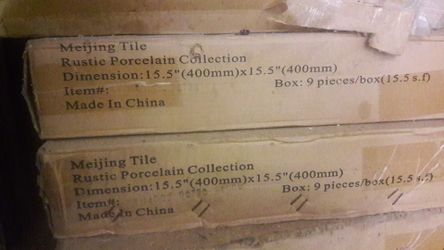 Meijing Tile
Rustic Porcelain Collection
Dimension:15.5"(400mm)x15.5"(400mm)
Item#:
Box: 9 pieces/box(15.5 s.f)
Made In China
Meijing Tile
Rustic Porcelain Collection
Dimension:15.5"(400mm)x15.5"(400mm)
Item#:
Box: 9 pieces/box(15.5 s.
Made In China